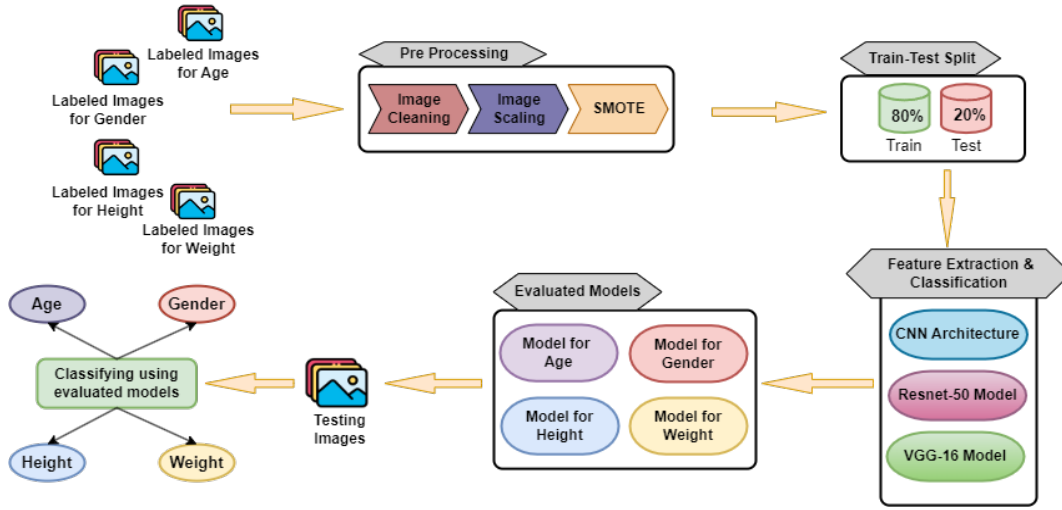 Labeled Images
for Age
Labeled Images
for Gender
Labeled Images
for Height
Labeled Images
for Weight
Pre Processing
Image
Cleaning
Image
Scaling
SMOTE
Train-Test Split
80%
20%
Train
Test
Feature Extraction &
Classification
CNN Architecture
Resnet-50 Model
VGG-16 Model
Evaluated Models
Model for
Age
Model for
Gender
Model for
Height
Model for
Weight
Testing
Images
Classifying using
evaluated models
Age
Gender
Height
Weight